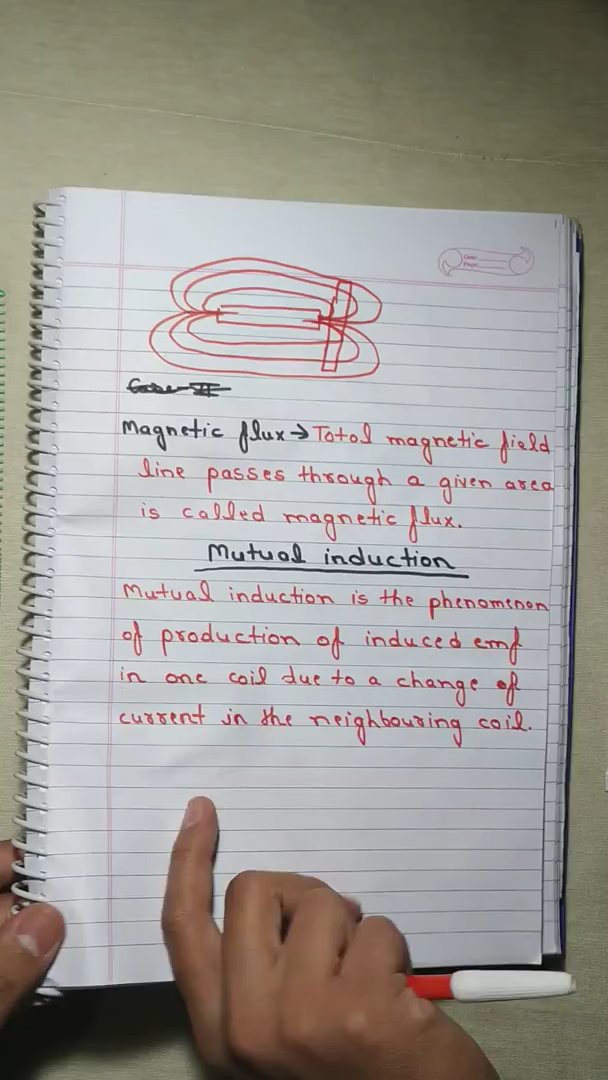 Magnetic flux → Total magnetic field
line passes through a given area
is called magnetic flux.
Mutual induction
Mutual induction is the phenomenon
of production of induced emf
in one coil due to a change of
current in the neighbouring coil.